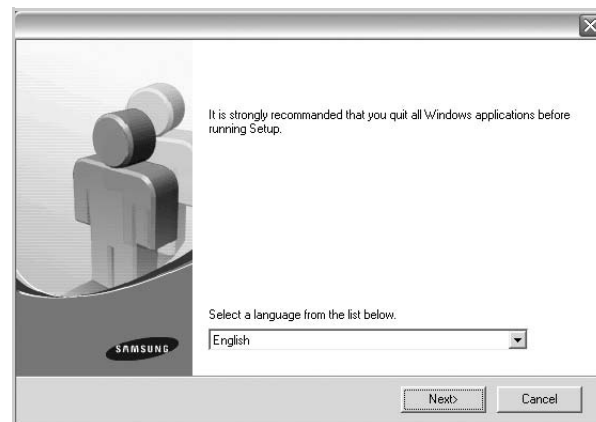 It is strongly recommanded that you quit all Windows applications before
running Setup.
Select a language from the list below.
English
SAMSUNG
Next>
Cancel